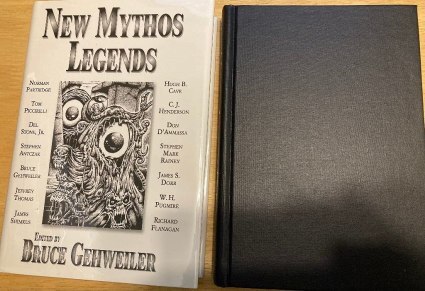 NEW MYTHOS
LEGENDS
NORMAN
PARTRIDGE
TOM
PICCIRILLI
DEL
STONE, JR.
STEPHEN
ANTCZAK
BRUCE
GEHWEILER
JEFFREY
THOMAS
JAMES
HUGH B.
CAVE
C. J.
HENDERSON
DON
D'AMMASSA
STEPHEN
MARK
RAINEY
JAMES S.
DORR
W. H.
PUGMIRE
RICHARD
FLANAGAN
EDITED BY
BRUCE GEHWEILER